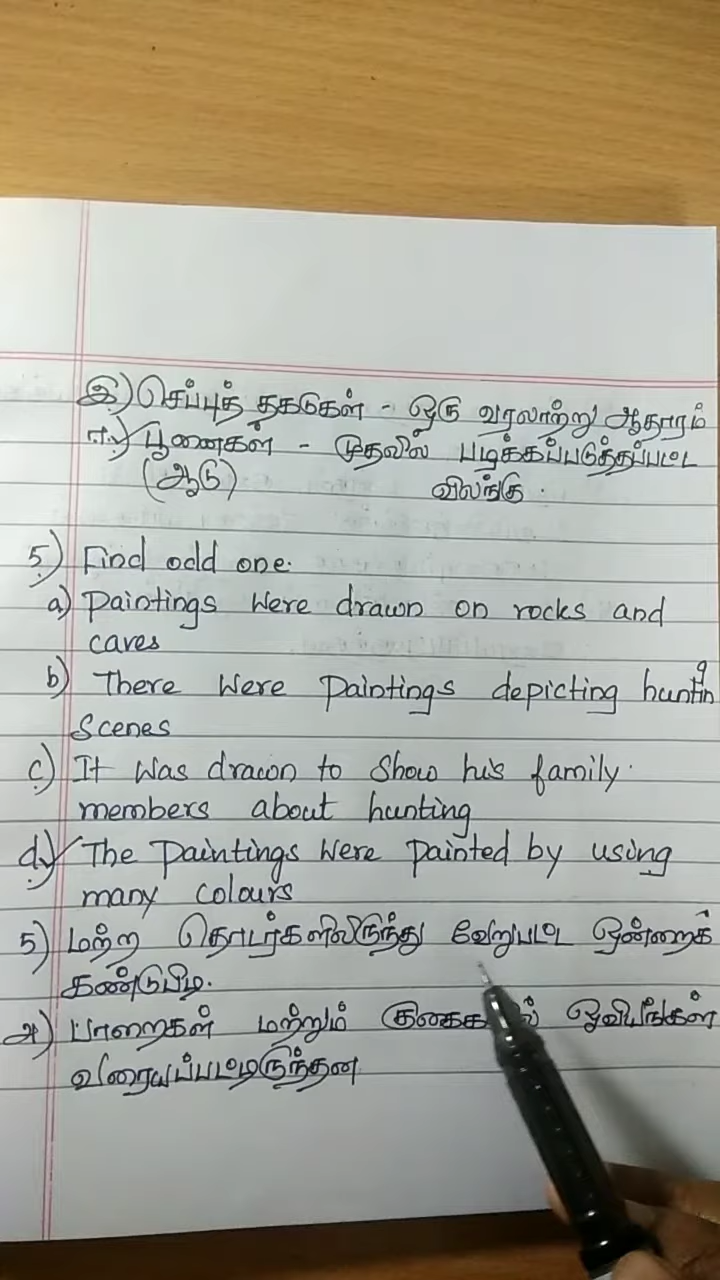 இ) செப்புத் தகடுகள் - ஒரு வரலாற்று ஆதாரம்
ஈ) பூனைகள் - முதலில் படிக்கப்படுத்தப்பட்ட
(ஆடு) விலங்கு.
5) Find odd one.
a) Paintings were drawn on rocks and
caves
b) There were Paintings depicting hunting
Scenes
c) It was drawn to show his family
members about hunting
d) The Paintings were painted by using
many colours
5) மற்ற தொடர்களிலிருந்து வேறுபட்ட ஒன்றைக்
கண்டுபிடி.
அ) பாறைகள் மற்றும் ஓவியங்கள்
வரையப்பட்டிருந்தன